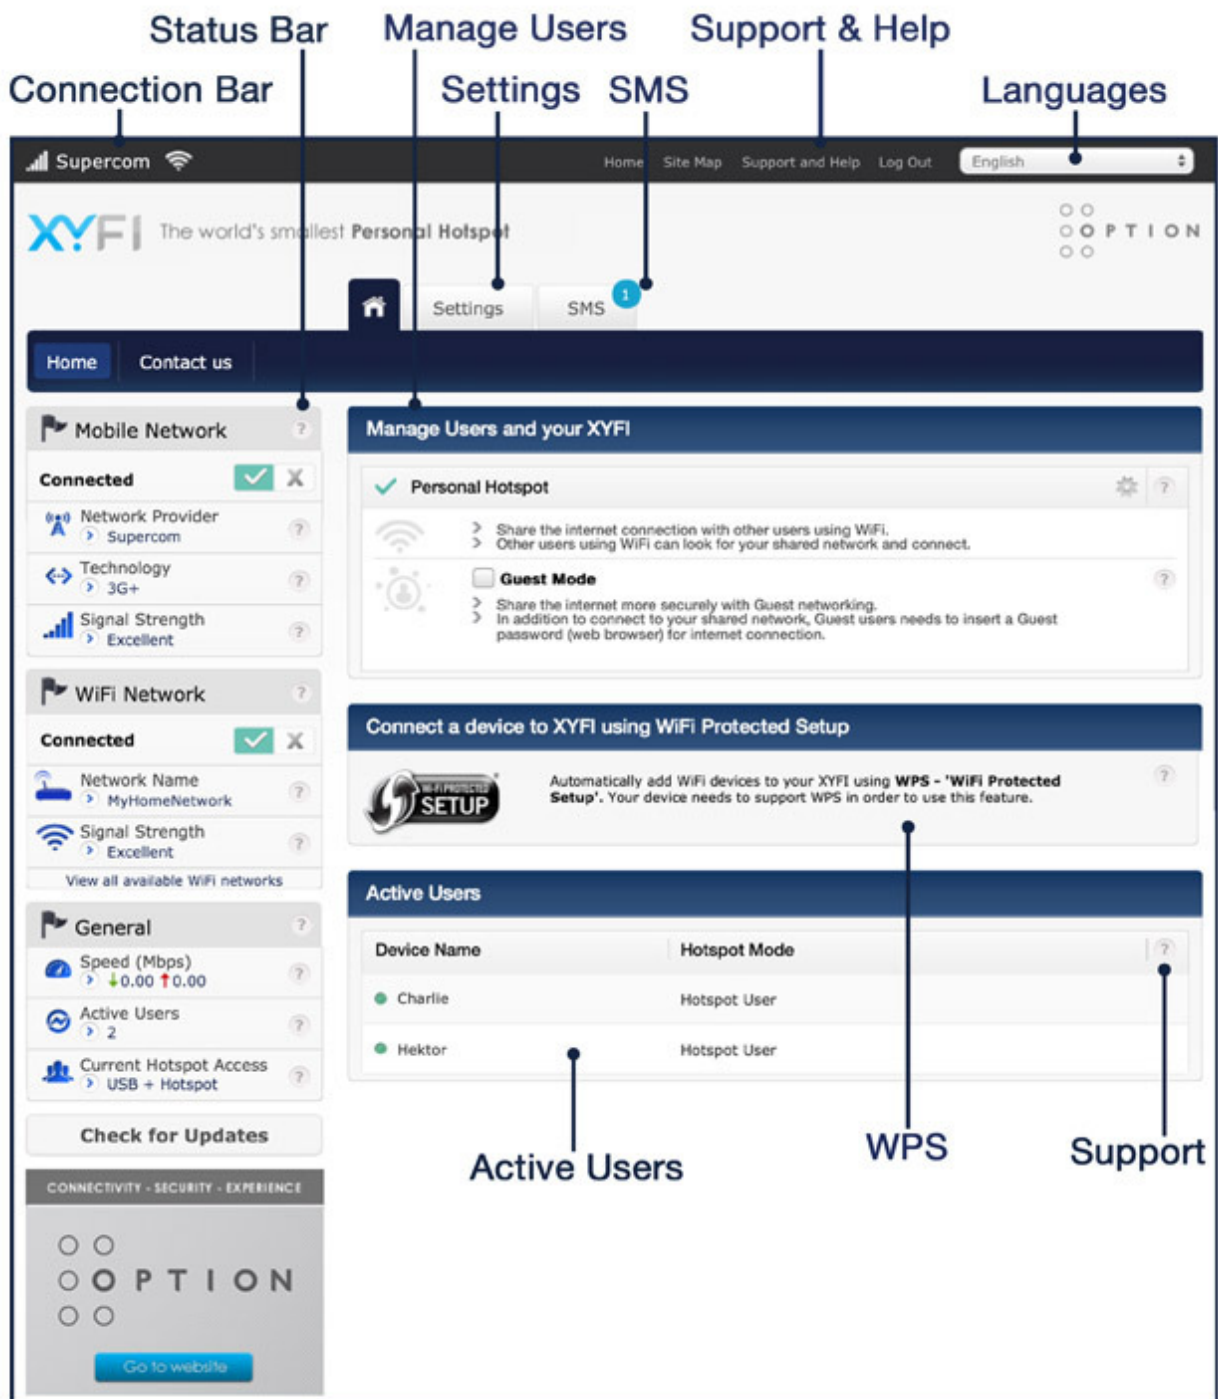 Status Bar
Manage Users
Support & Help
Connection Bar
Settings
SMS
Languages
Supercom
Home
Site Map
Support and Help
Log Out
English
XYFI
The world's smallest Personal Hotspot
OPTION
Settings
SMS
1
Home
Contact us
Mobile Network
?
Connected
X
Network Provider
Supercom
?
Technology
3G+
?
Signal Strength
Excellent
?
WiFi Network
?
Connected
X
Network Name
MyHomeNetwork
?
Signal Strength
Excellent
?
View all available WiFi networks
General
?
Speed (Mbps)
0.00 0.00
?
Active Users
2
?
Current Hotspot Access
USB + Hotspot
?
Check for Updates
CONNECTIVITY - SECURITY - EXPERIENCE
OPTION
Go to website
Manage Users and your XYFI
Personal Hotspot
?
Share the internet connection with other users using WiFi.
Other users using WiFi can look for your shared network and connect.
Guest Mode
?
Share the internet more securely with Guest networking.
In addition to connect to your shared network, Guest users needs to insert a Guest
password (web browser) for internet connection.
Connect a device to XYFI using WiFi Protected Setup
WI-FI PROTECTED
SETUP
Automatically add WiFi devices to your XYFI using WPS - 'WiFi Protected
Setup'. Your device needs to support WPS in order to use this feature.
?
Active Users
Device Name
Hotspot Mode
?
Charlie
Hotspot User
Hektor
Hotspot User
Active Users
WPS
Support